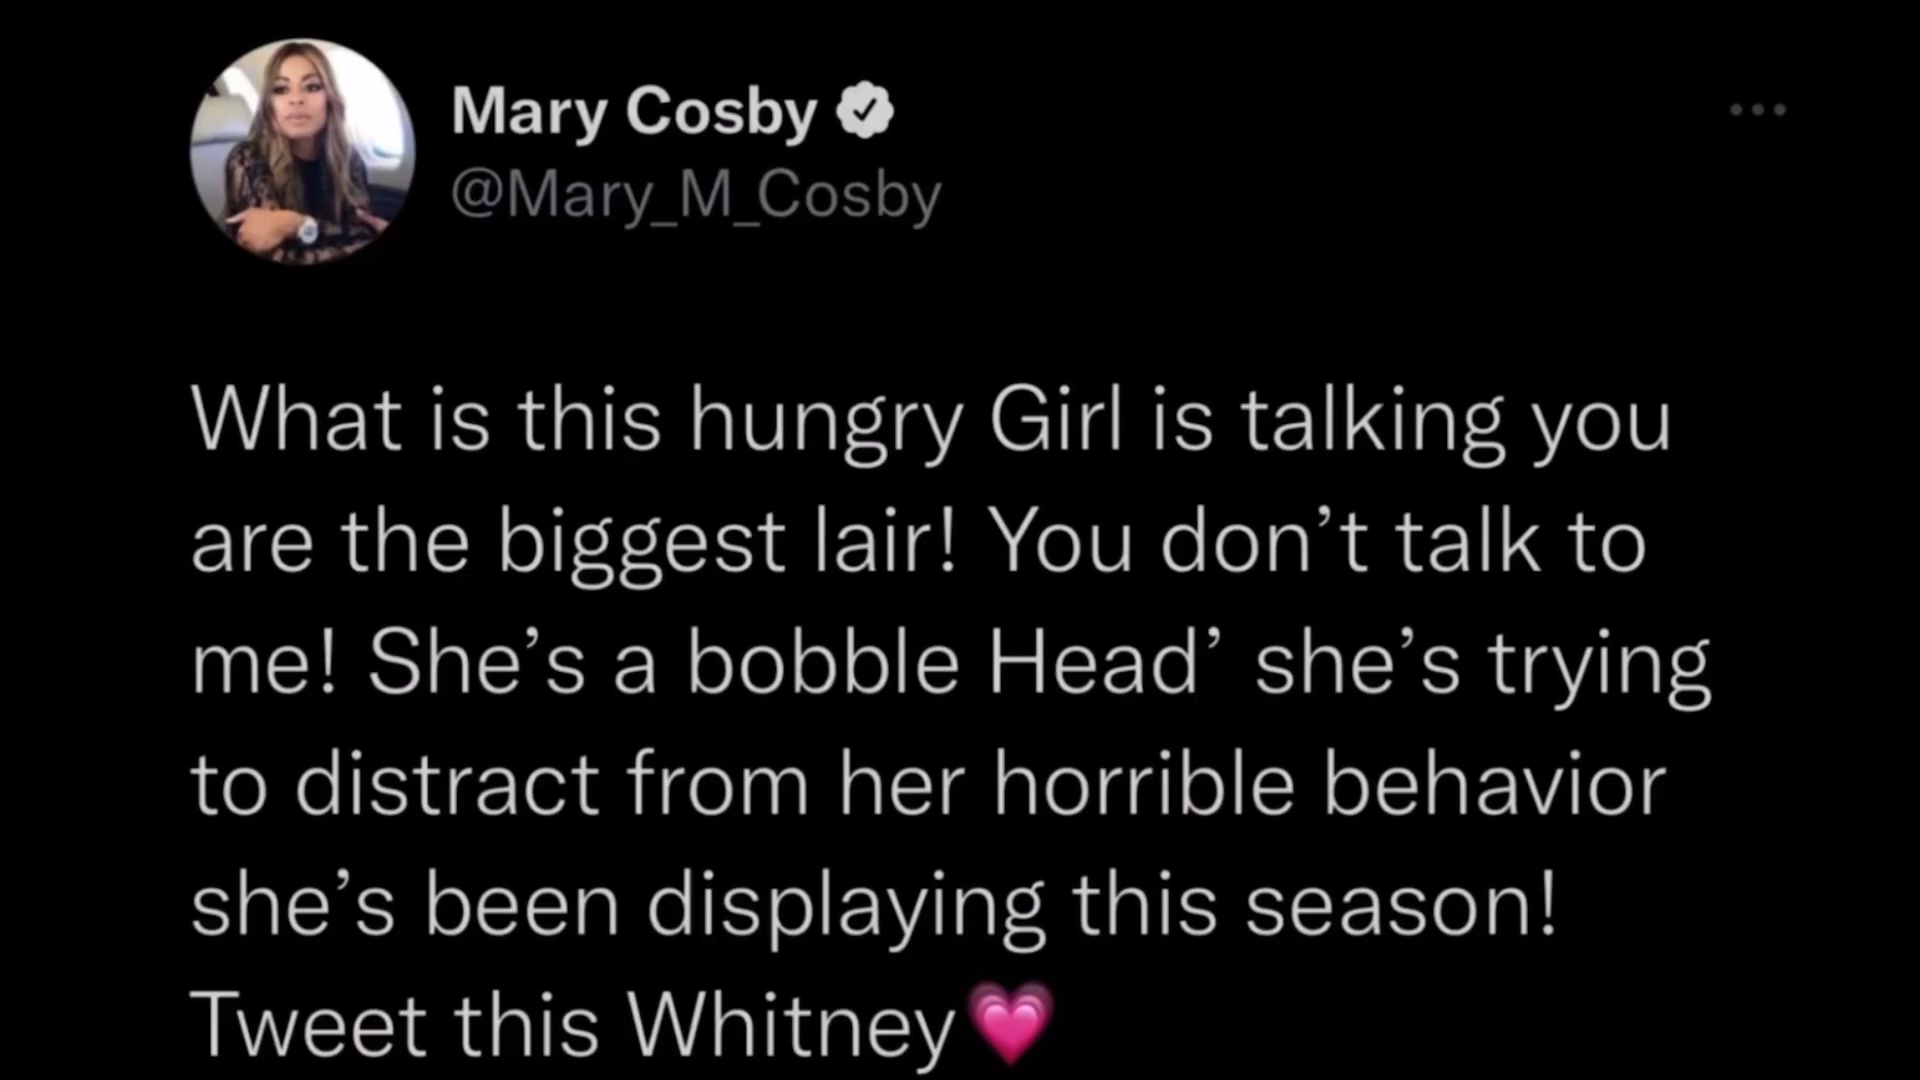 Mary Cosby
@Mary_M_Cosby
What is this hungry Girl is talking you
are the biggest lair! You don’t talk to
me! She’s a bobble Head’ she’s trying
to distract from her horrible behavior
she’s been displaying this season!
Tweet this Whitney💗